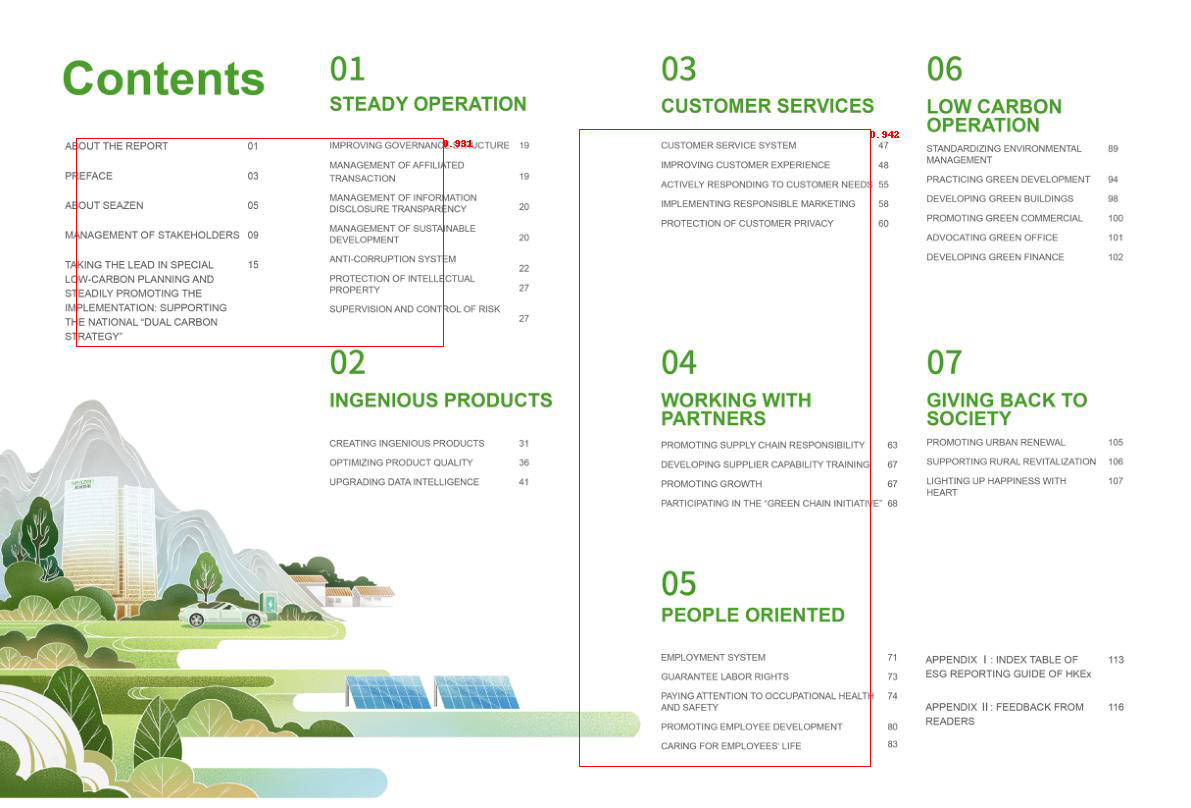 Contents
ABOUT THE REPORT 01
PREFACE 03
ABOUT SEAZEN 05
MANAGEMENT OF STAKEHOLDERS 09
TAKING THE LEAD IN SPECIAL 15
LOW-CARBON PLANNING AND
STEADILY PROMOTING THE
IMPLEMENTATION: SUPPORTING
THE NATIONAL “DUAL CARBON
STRATEGY”
01
STEADY OPERATION
0.931
IMPROVING GOVERNANCE STRUCTURE 19
MANAGEMENT OF AFFILIATED
TRANSACTION 19
MANAGEMENT OF INFORMATION
DISCLOSURE TRANSPARENCY 20
MANAGEMENT OF SUSTAINABLE
DEVELOPMENT 20
ANTI-CORRUPTION SYSTEM 22
PROTECTION OF INTELLECTUAL
PROPERTY 27
SUPERVISION AND CONTROL OF RISK 27
02
INGENIOUS PRODUCTS
CREATING INGENIOUS PRODUCTS 31
OPTIMIZING PRODUCT QUALITY 36
UPGRADING DATA INTELLIGENCE 41
03
CUSTOMER SERVICES
0.942
CUSTOMER SERVICE SYSTEM 47
IMPROVING CUSTOMER EXPERIENCE 48
ACTIVELY RESPONDING TO CUSTOMER NEEDS 55
IMPLEMENTING RESPONSIBLE MARKETING 58
PROTECTION OF CUSTOMER PRIVACY 60
04
WORKING WITH
PARTNERS
PROMOTING SUPPLY CHAIN RESPONSIBILITY 63
DEVELOPING SUPPLIER CAPABILITY TRAINING 67
PROMOTING GROWTH 67
PARTICIPATING IN THE “GREEN CHAIN INITIATIVE” 68
05
PEOPLE ORIENTED
EMPLOYMENT SYSTEM 71
GUARANTEE LABOR RIGHTS 73
PAYING ATTENTION TO OCCUPATIONAL HEALTH 74
AND SAFETY
PROMOTING EMPLOYEE DEVELOPMENT 80
CARING FOR EMPLOYEES’ LIFE 83
06
LOW CARBON
OPERATION
STANDARDIZING ENVIRONMENTAL 89
MANAGEMENT
PRACTICING GREEN DEVELOPMENT 94
DEVELOPING GREEN BUILDINGS 98
PROMOTING GREEN COMMERCIAL 100
ADVOCATING GREEN OFFICE 101
DEVELOPING GREEN FINANCE 102
07
GIVING BACK TO
SOCIETY
PROMOTING URBAN RENEWAL 105
SUPPORTING RURAL REVITALIZATION 106
LIGHTING UP HAPPINESS WITH 107
HEART
APPENDIX Ⅰ: INDEX TABLE OF 113
ESG REPORTING GUIDE OF HKEx
APPENDIX Ⅱ: FEEDBACK FROM 116
READERS